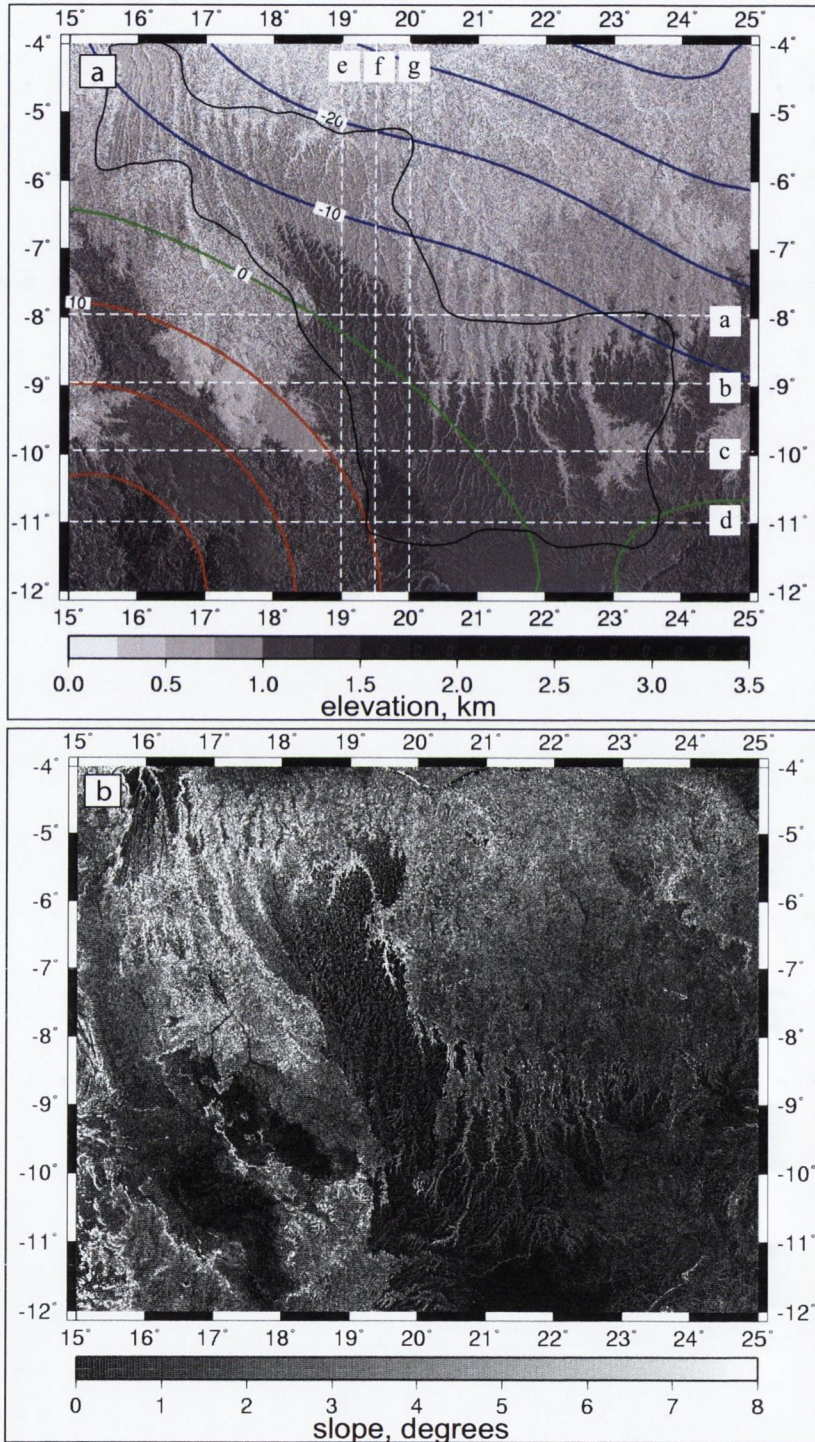 15˚ 16˚ 17˚ 18˚ 19˚ 20˚ 21˚ 22˚ 23˚ 24˚ 25˚
-4˚ -4˚
a e f g
-5˚ -5˚
-20
-6˚ -6˚
-10
-7˚ -7˚
0
10
-8˚ a -8˚
-9˚ b -9˚
-10˚ c -10˚
-11˚ d -11˚
-12˚ -12˚
15˚ 16˚ 17˚ 18˚ 19˚ 20˚ 21˚ 22˚ 23˚ 24˚ 25˚
0.0 0.5 1.0 1.5 2.0 2.5 3.0 3.5
elevation, km
15˚ 16˚ 17˚ 18˚ 19˚ 20˚ 21˚ 22˚ 23˚ 24˚ 25˚
-4˚ -4˚
b
-5˚ -5˚
-6˚ -6˚
-7˚ -7˚
-8˚ -8˚
-9˚ -9˚
-10˚ -10˚
-11˚ -11˚
-12˚ -12˚
15˚ 16˚ 17˚ 18˚ 19˚ 20˚ 21˚ 22˚ 23˚ 24˚ 25˚
0 1 2 3 4 5 6 7 8
slope, degrees